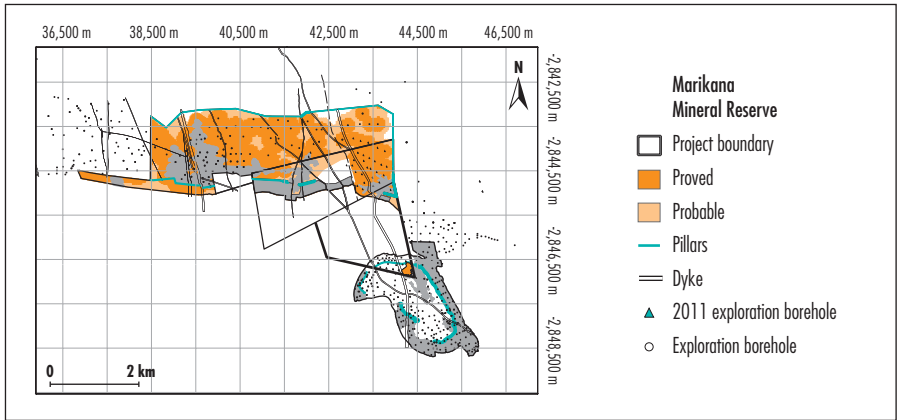 36,500 m 38,500 m 40,500 m 42,500 m 44,500 m 46,500 m
-2,842,500 m
-2,844,500 m
-2,846,500 m
-2,848,500 m
N
0 2 km
Marikana
Mineral Reserve
Project boundary
Proved
Probable
Pillars
Dyke
2011 exploration borehole
Exploration borehole